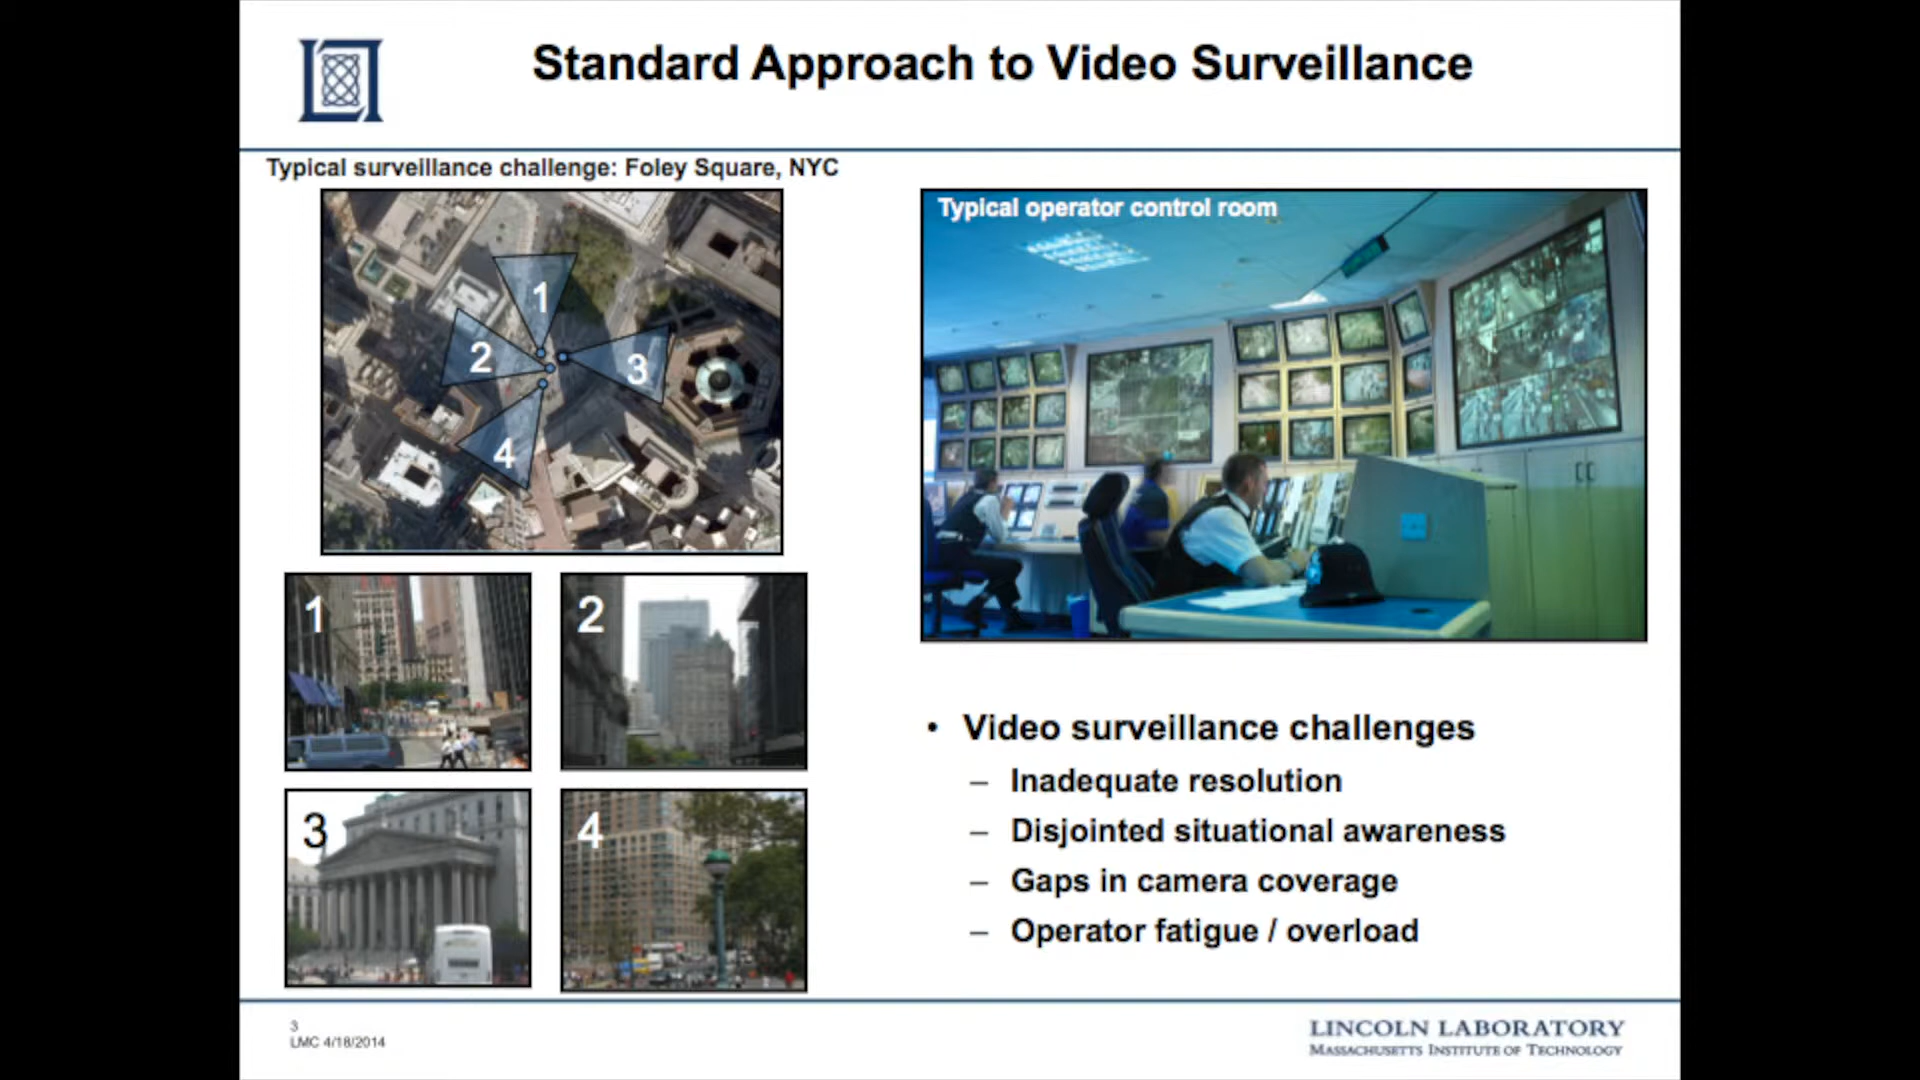 Standard Approach to Video Surveillance
Typical surveillance challenge: Foley Square, NYC
1
2
3
4
1
2
3
4
Typical operator control room
• Video surveillance challenges
– Inadequate resolution
– Disjointed situational awareness
– Gaps in camera coverage
– Operator fatigue / overload
3
LMC 4/18/2014
LINCOLN LABORATORY
MASSACHUSETTS INSTITUTE OF TECHNOLOGY